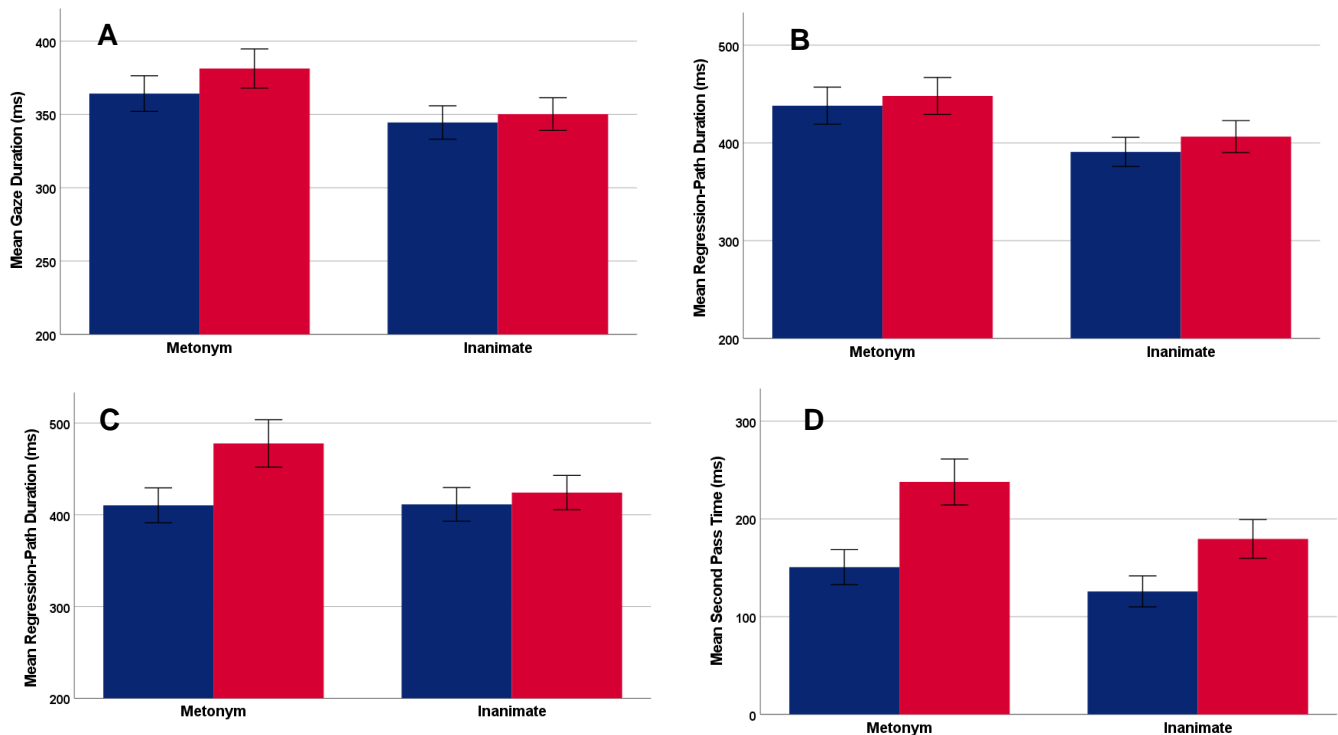 A
Mean Gaze Duration (ms)
400
350
300
250
200
Metonym
Inanimate
B
Mean Regression-Path Duration (ms)
500
400
300
200
Metonym
Inanimate
C
Mean Regression-Path Duration (ms)
500
400
300
200
Metonym
Inanimate
D
Mean Second Pass Time (ms)
300
200
100
0
Metonym
Inanimate